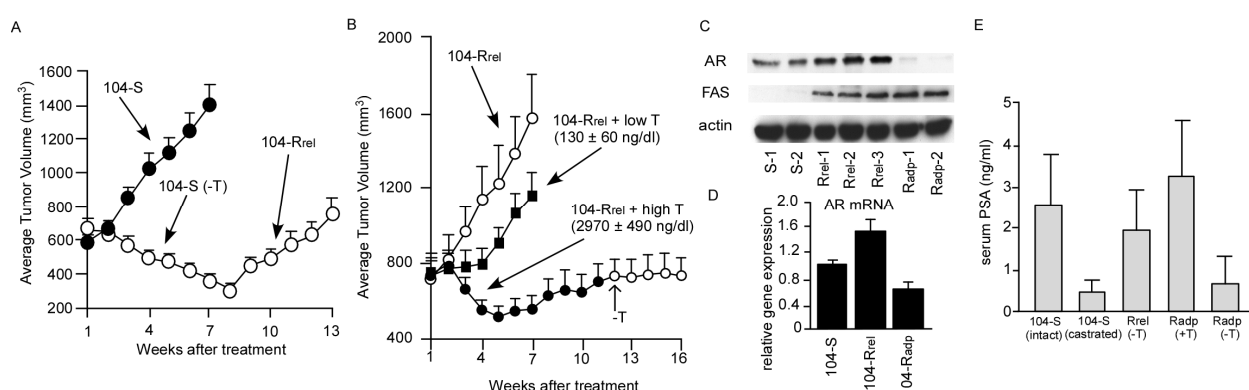 A
Average Tumor Volume (mm3)
1600
1400
1200
1000
800
600
400
200
104-S
104-S (-T)
104-Rrel
1 4 7 10 13
Weeks after treatment
B
Average Tumor Volume (mm3)
2000
1600
1200
800
400
104-Rrel
104-Rrel + low T
(130 ± 60 ng/dl)
104-Rrel + high T
(2970 ± 490 ng/dl)
-T
1 4 7 10 13 16
Weeks after treatment
C
AR
FAS
actin
S-1
S-2
Rrel-1
Rrel-2
Rrel-3
Radp-1
Radp-2
D
AR mRNA
relative gene expression
2.0
1.6
1.2
0.8
0.4
0
104-S
104-Rrel
04-Radp
E
serum PSA (ng/ml)
5
4
3
2
1
0
104-S
(intact)
104-S
(castrated)
Rrel
(-T)
Radp
(+T)
Radp
(-T)